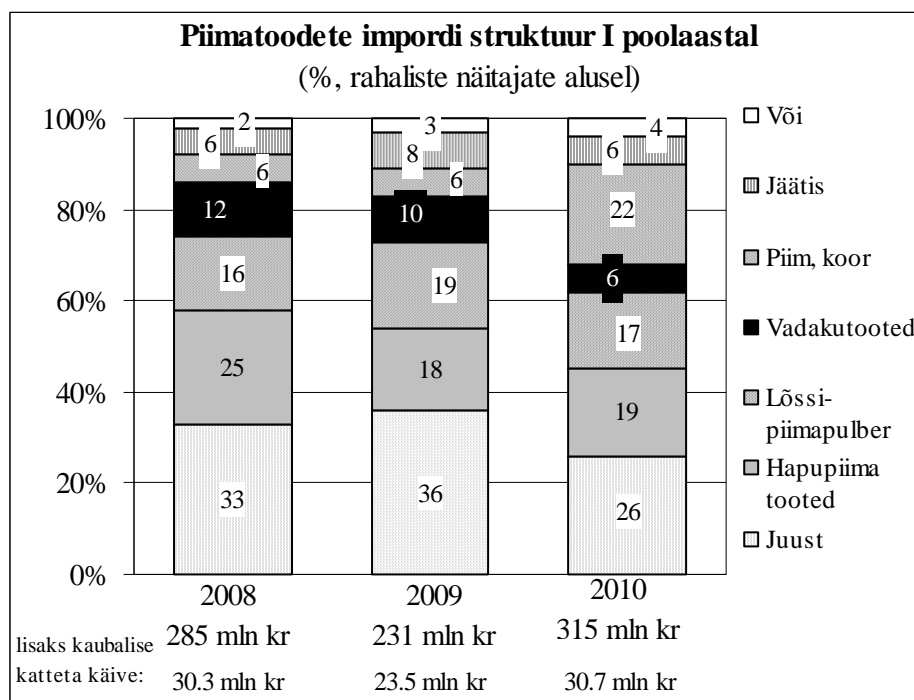 Piimatoodete impordi struktuur I poolaastal
(%, rahaliste näitajate alusel)
100%
80%
60%
40%
20%
0%
2
6
6
12
16
25
33
3
8
6
10
19
18
36
4
6
22
6
17
19
26
Või
Jäätis
Piim, koor
Vadakutooted
Lõssi-
piimapulber
Hapupiima
tooted
Juust
2008
2009
2010
lisaks kaubalise
katteta käive:
285 mln kr
231 mln kr
315 mln kr
30.3 mln kr
23.5 mln kr
30.7 mln kr